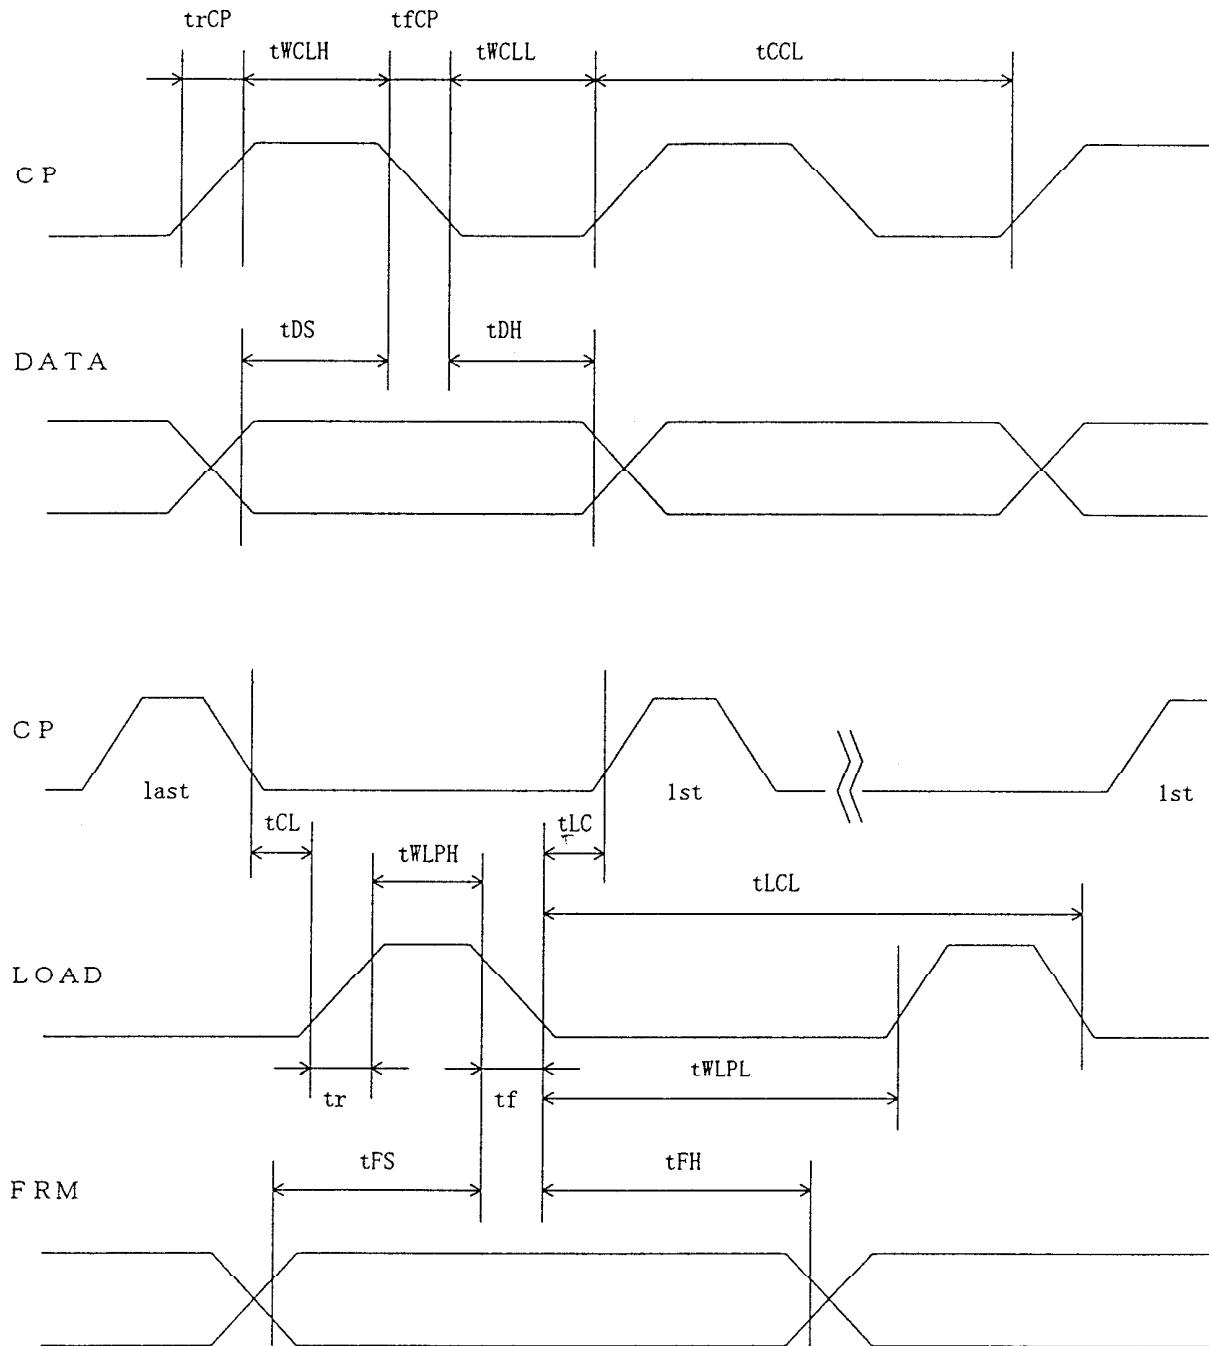 trCP tfCP
tWCLH tWCLL tCCL
CP
tDS tDH
DATA
CP
last 1st 1st
tCL tLC
tWLPH
tLCL
LOAD
tWLPL
tr tf
tFS tFH
FRM